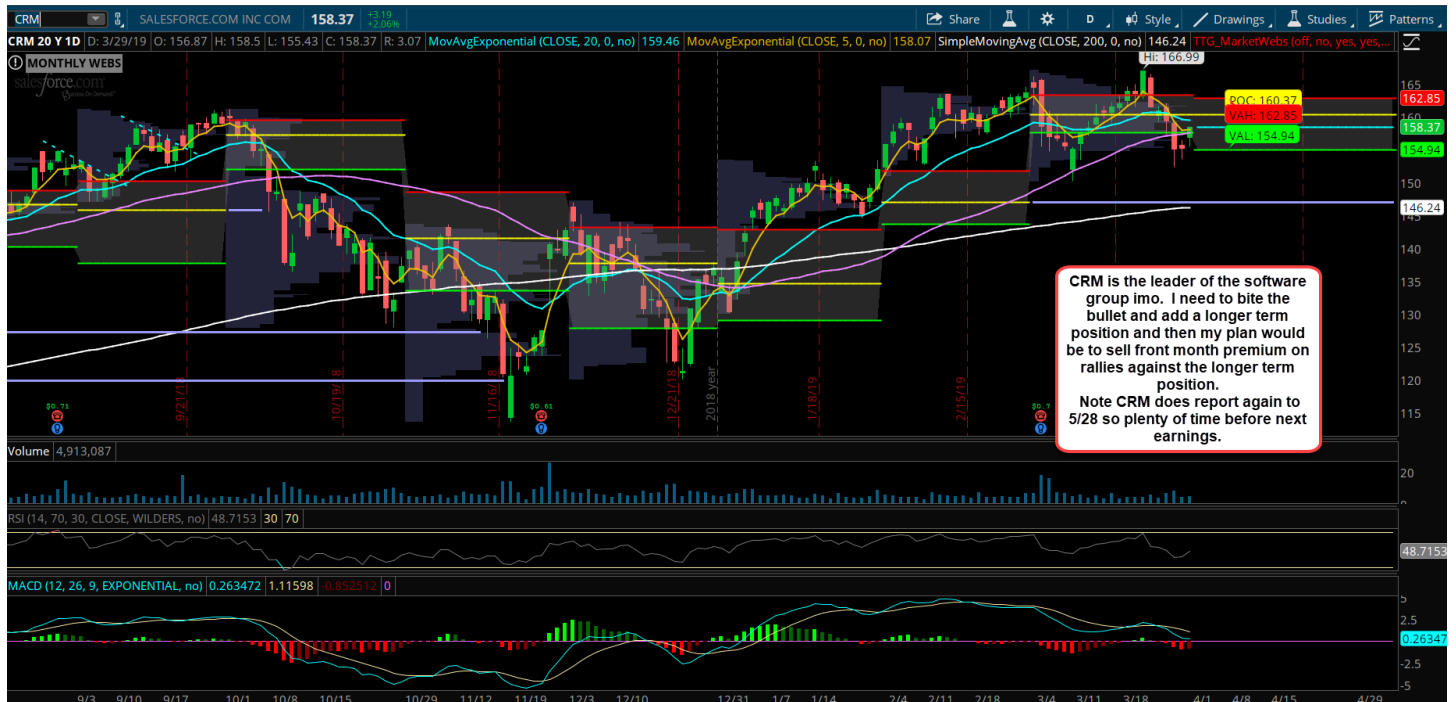 CRM SALESFORCE.COM INC COM 158.37 +3.19 +2.06% Share D Style Drawings Studies Patterns
CRM 20 Y 1D D: 3/29/19 O: 156.87 H: 158.5 L: 155.43 C: 158.37 R: 3.07 MovAvgExponential (CLOSE, 20, 0, no) 159.46 MovAvgExponential (CLOSE, 5, 0, no) 158.07 SimpleMovingAvg (CLOSE, 200, 0, no) 146.24 TTG_MarketWebs (off, no, yes, yes,...
MONTHLY WEBS
salesforce.com
Hi: 166.99
165
POC: 160.37
162.85
VAH: 162.85
160
158.37
VAL: 154.94
154.94
150
146.24
145
140
135
130
125
120
115
CRM is the leader of the software
group imo. I need to bite the
bullet and add a longer term
position and then my plan would
be to sell front month premium on
rallies against the longer term
position.
Note CRM does report again to
5/28 so plenty of time before next
earnings.
9/21/18
10/19/18
11/16/18
12/21/18
2018 year
1/18/19
2/15/19
$0.71
$0.61
$0.7
Volume 4,913,087
20
0
RSI (14, 70, 30, CLOSE, WILDERS, no) 48.7153 30 70
48.7153
MACD (12, 26, 9, EXPONENTIAL, no) 0.263472 1.11598 -0.852512 0
5
2.5
0.26347
-2.5
-5
9/3 9/10 9/17 10/1 10/8 10/15 10/29 11/12 11/19 12/3 12/10 12/31 1/7 1/14 2/4 2/11 2/18 3/4 3/11 3/18 4/1 4/8 4/15 4/29